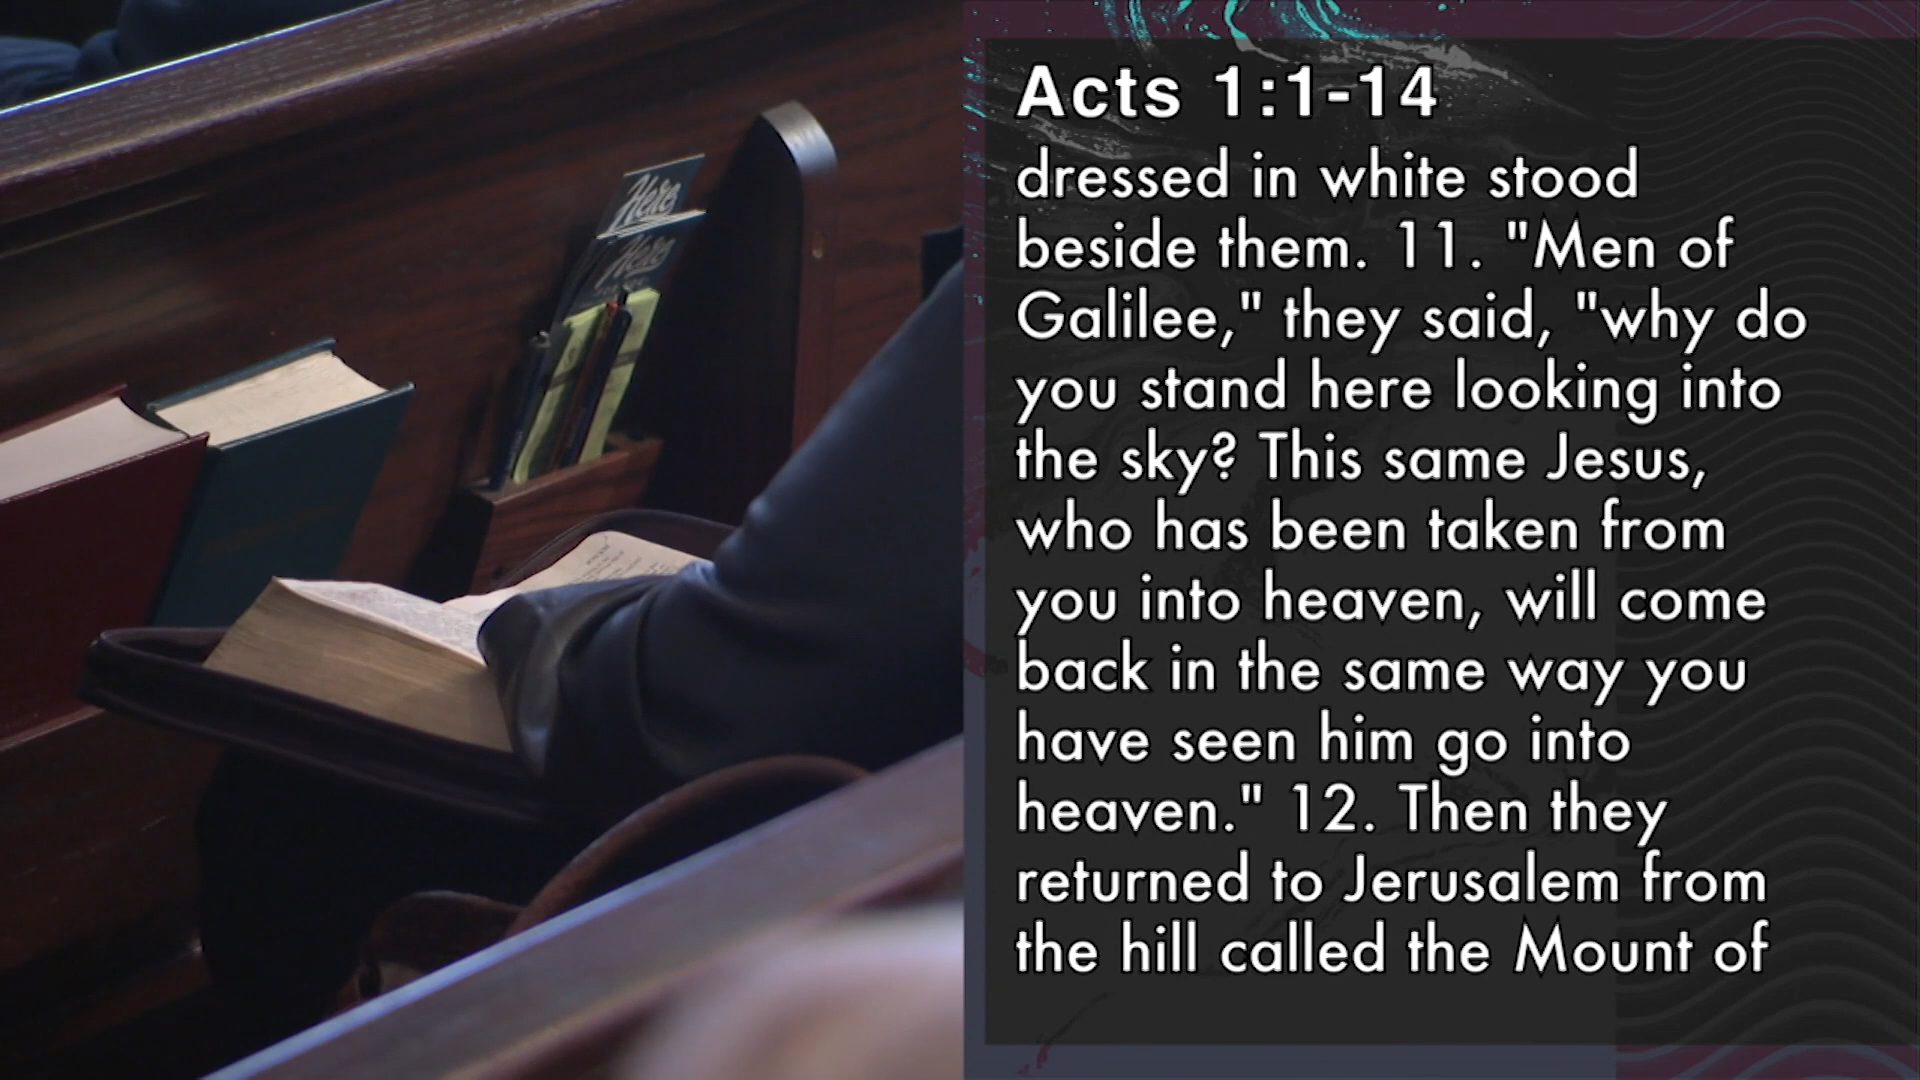 Here
Here
Acts 1:1-14
dressed in white stood
beside them. 11. "Men of
Galilee," they said, "why do
you stand here looking into
the sky? This same Jesus,
who has been taken from
you into heaven, will come
back in the same way you
have seen him go into
heaven." 12. Then they
returned to Jerusalem from
the hill called the Mount of